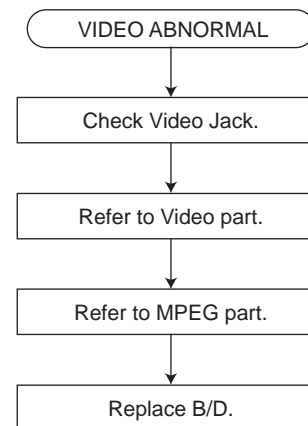 VIDEO ABNORMAL
Check Video Jack.
Refer to Video part.
Refer to MPEG part.
Replace B/D.